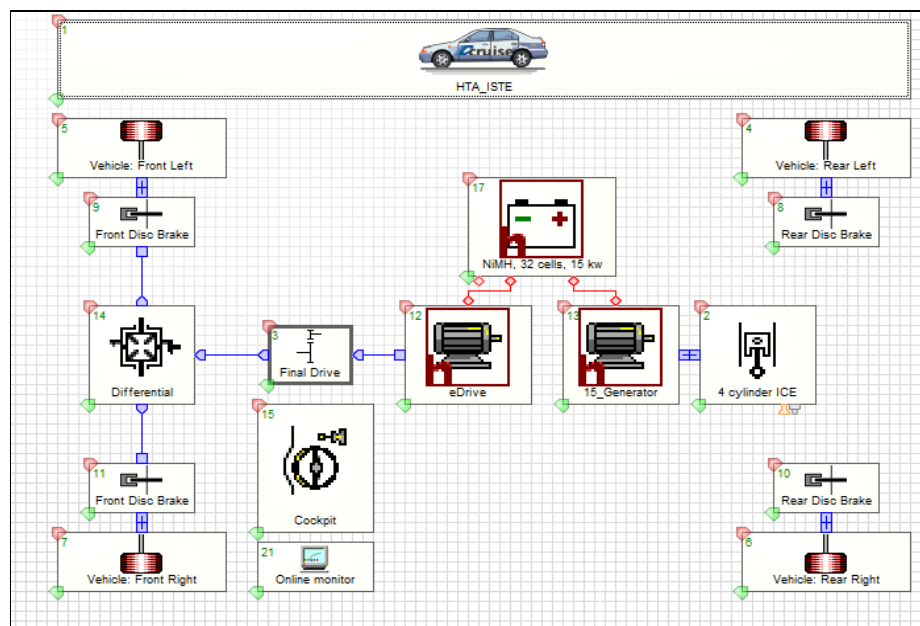 1
cruise
HTA_ISTE
5
Vehicle: Front Left
4
Vehicle: Rear Left
17
NiMH, 32 cells, 15 kw
9
Front Disc Brake
8
Rear Disc Brake
14
Differential
3
Final Drive
12
eDrive
13
15_Generator
2
4 cylinder ICE
15
Cockpit
11
Front Disc Brake
10
Rear Disc Brake
7
Vehicle: Front Right
21
Online monitor
6
Vehicle: Rear Right